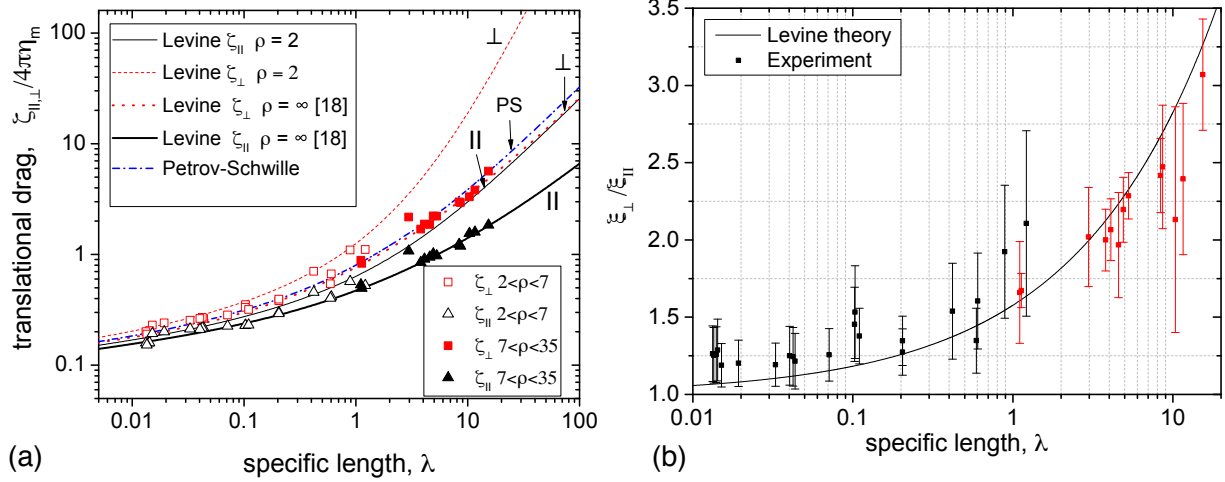 translational drag, ζ||,⊥/4πηm
100
10
1
0.1
Levine ζ|| ρ = 2
Levine ζ⊥ ρ = 2
Levine ζ⊥ ρ = ∞ [18]
Levine ζ|| ρ = ∞ [18]
Petrov-Schwille
⊥
⊥
PS
||
||
ζ⊥ 2<ρ<7
ζ|| 2<ρ<7
ζ⊥ 7<ρ<35
ζ|| 7<ρ<35
0.01 0.1 1 10 100
(a) specific length, λ
ξ⊥/ξ||
3.5
3.0
2.5
2.0
1.5
1.0
Levine theory
Experiment
0.01 0.1 1 10
(b) specific length, λ